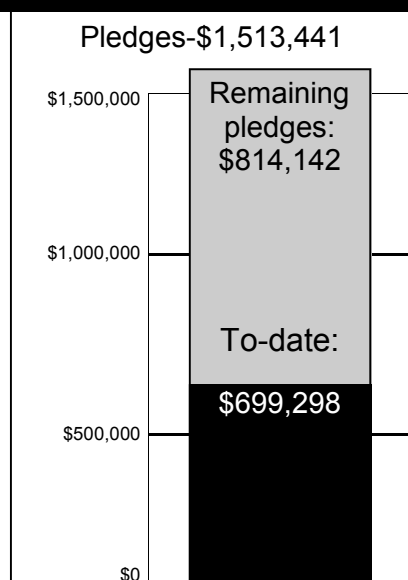 Pledges-$1,513,441
$1,500,000
Remaining
pledges:
$814,142
$1,000,000
To-date:
$699,298
$500,000
$0